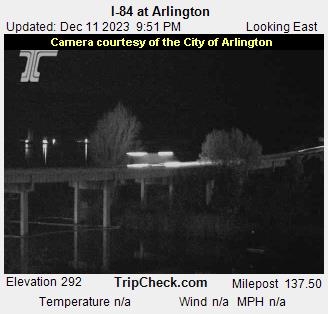 I-84 at Arlington
Updated: Dec 11 2023 9:51 PM Looking East
Camera courtesy of the City of Arlington
Elevation 292 TripCheck.com Milepost 137.50
Temperature n/a Wind n/a MPH n/a